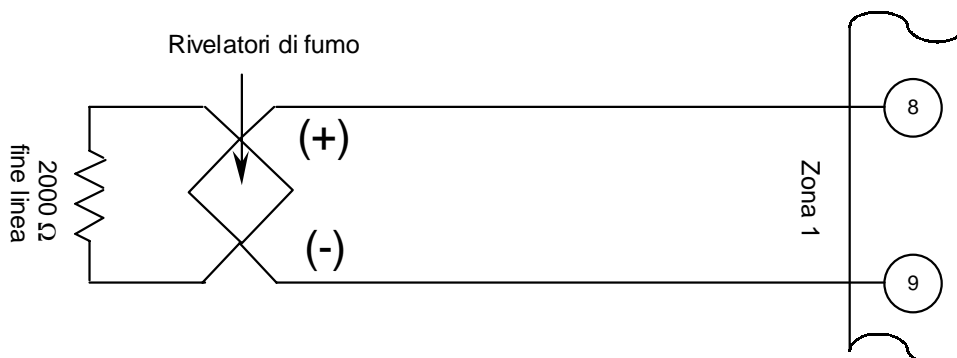 Rivelatori di fumo
(+)
8
2000 Ω
fine linea
Zona 1
(-)
9